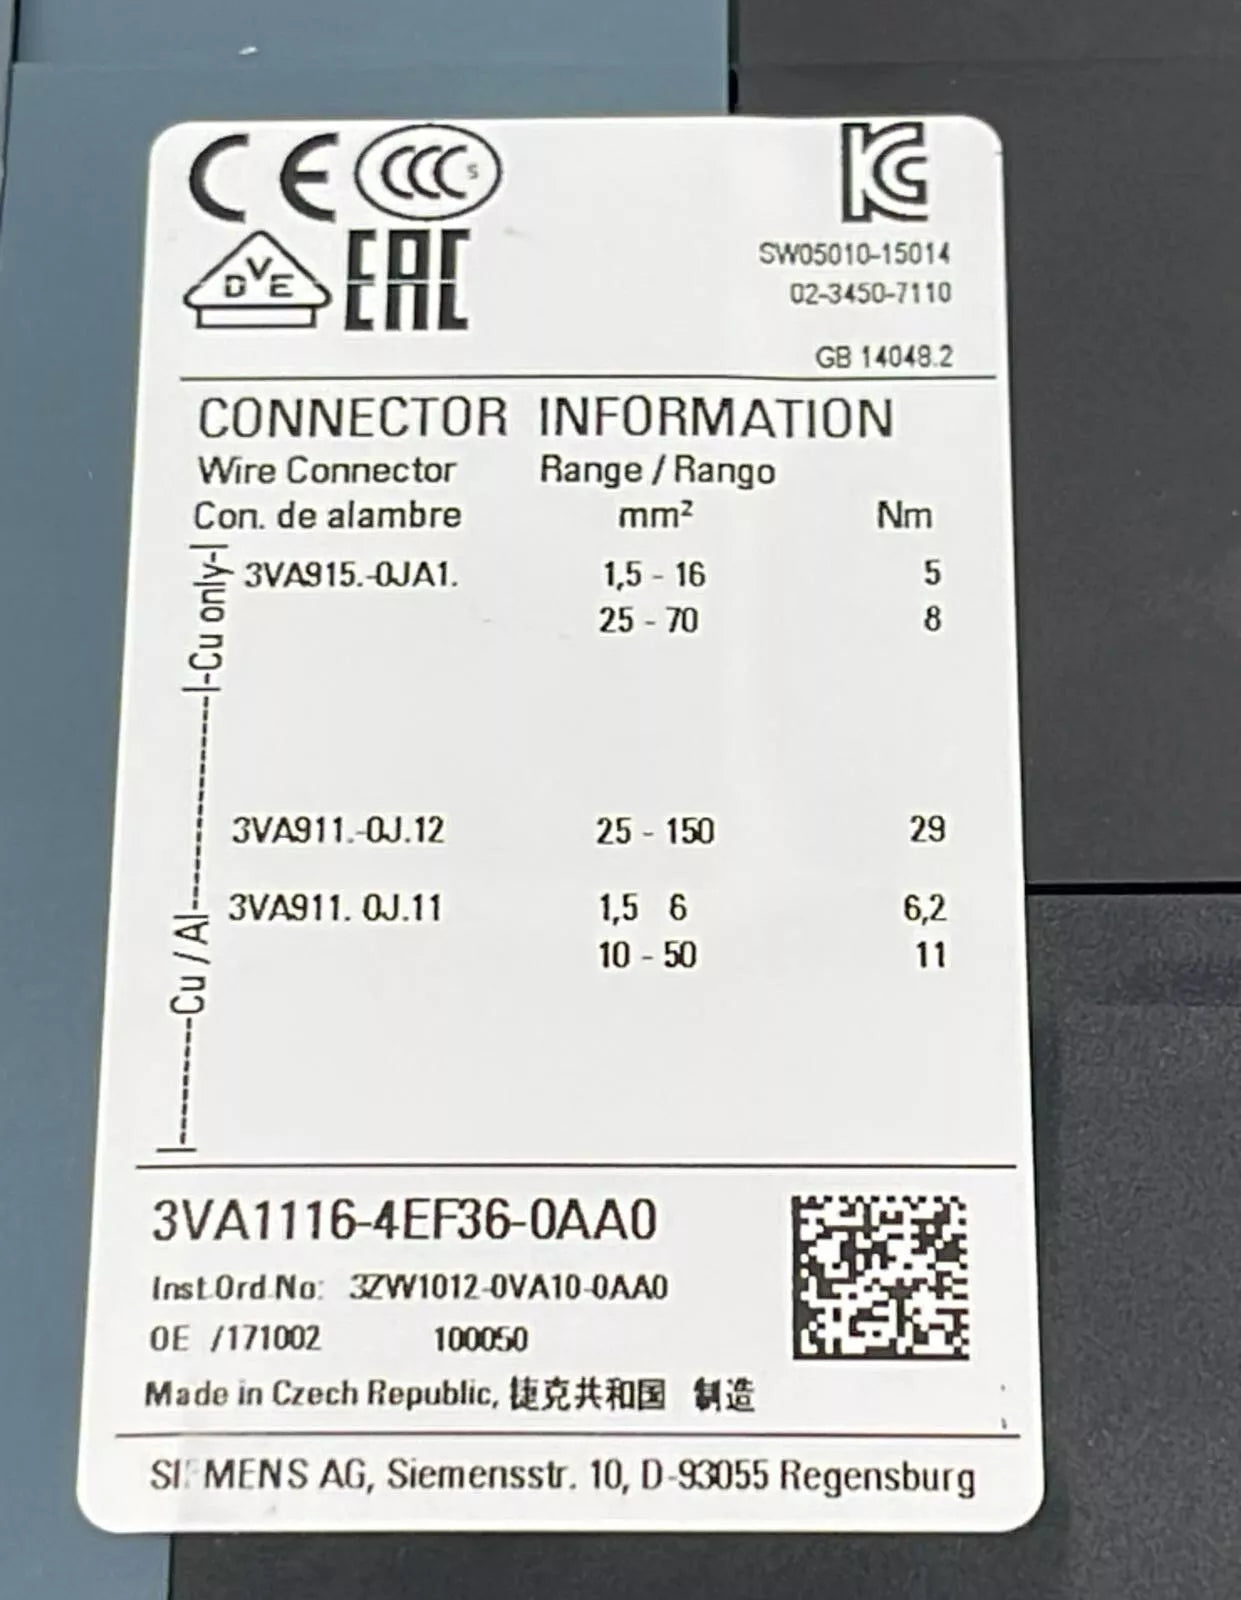 CE CCC S
KC
DVE EAC
SW05010-15014
02-3450-7110
GB 14048.2
CONNECTOR INFORMATION
Wire Connector Range / Rango
Con. de alambre mm² Nm
|-Cu only-|
3VA915.-0JA1. 1,5 - 16 5
25 - 70 8
|--------Cu / Al--------------|
3VA911.-0J.12 25 - 150 29
3VA911. 0J.11 1,5 6 6,2
10 - 50 11
3VA1116-4EF36-0AA0
Inst.Ord.No: 3ZW1012-0VA10-0AA0
OE /171002 100050
Made in Czech Republic, 捷克共和国 制造
SI MENS AG, Siemensstr. 10, D-93055 Regensburg